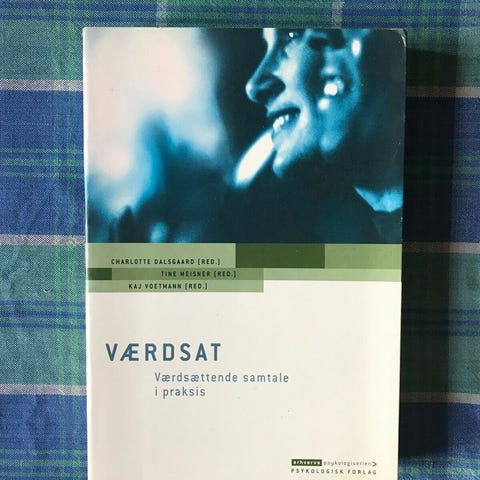 CHARLOTTE DALSGAARD (RED.)
TINE MEISNER (RED.)
KAJ VOETMANN (RED.)
VÆRDSAT
Værdsættende samtale
i praksis
erhvervs psykologiserien>
PSYKOLOGISK FORLAG